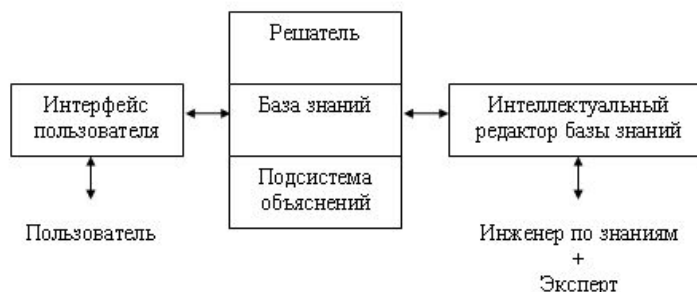 Решатель
Интерфейс
пользователя
База знаний
Интеллектуальный
редактор базы знаний
Подсистема
объяснений
Пользователь
Инженер по знаниям
+
Эксперт